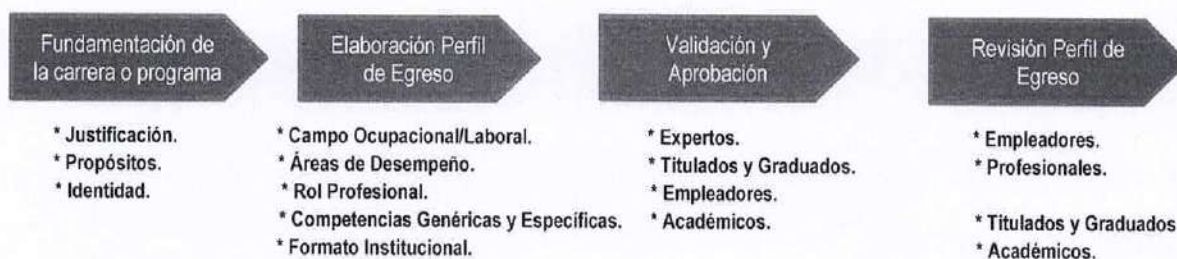 Fundamentación de
la carrera o programa
* Justificación.
* Propósitos.
* Identidad.
Elaboración Perfil
de Egreso
* Campo Ocupacional/Laboral.
* Áreas de Desempeño.
* Rol Profesional.
* Competencias Genéricas y Específicas.
* Formato Institucional.
Validación y
Aprobación
* Expertos.
* Titulados y Graduados.
* Empleadores.
* Académicos.
Revisión Perfil de
Egreso
* Empleadores.
* Profesionales.
* Titulados y Graduados
* Académicos.